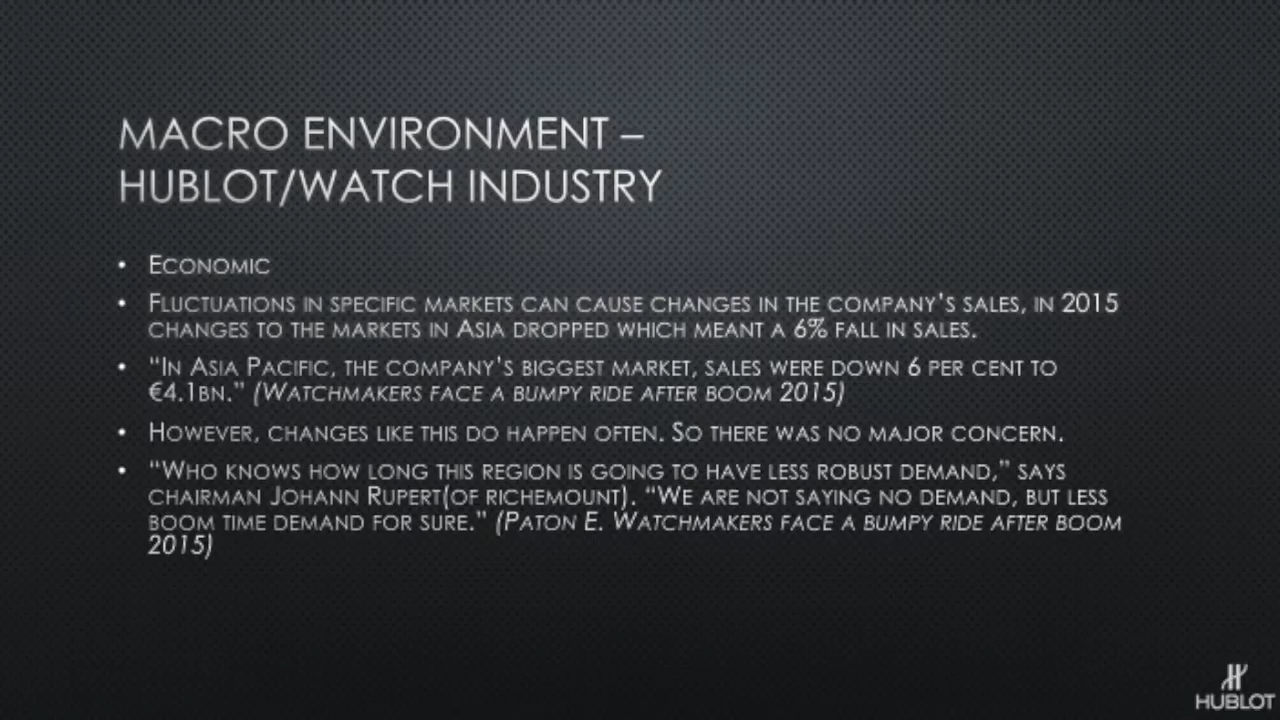 MACRO ENVIRONMENT –
HUBLOT/WATCH INDUSTRY
• ECONOMIC
• FLUCTUATIONS IN SPECIFIC MARKETS CAN CAUSE CHANGES IN THE COMPANY'S SALES, IN 2015
CHANGES TO THE MARKETS IN ASIA DROPPED WHICH MEANT A 6% FALL IN SALES.
• “IN ASIA PACIFIC, THE COMPANY'S BIGGEST MARKET, SALES WERE DOWN 6 PER CENT TO
€4.1BN.” (WATCHMAKERS FACE A BUMPY RIDE AFTER BOOM 2015)
• HOWEVER, CHANGES LIKE THIS DO HAPPEN OFTEN. SO THERE WAS NO MAJOR CONCERN.
• “WHO KNOWS HOW LONG THIS REGION IS GOING TO HAVE LESS ROBUST DEMAND,” SAYS
CHAIRMAN JOHANN RUPERT(OF RICHEMOUNT). “WE ARE NOT SAYING NO DEMAND, BUT LESS
BOOM TIME DEMAND FOR SURE.” (PATON E. WATCHMAKERS FACE A BUMPY RIDE AFTER BOOM
2015)
HUBLOT